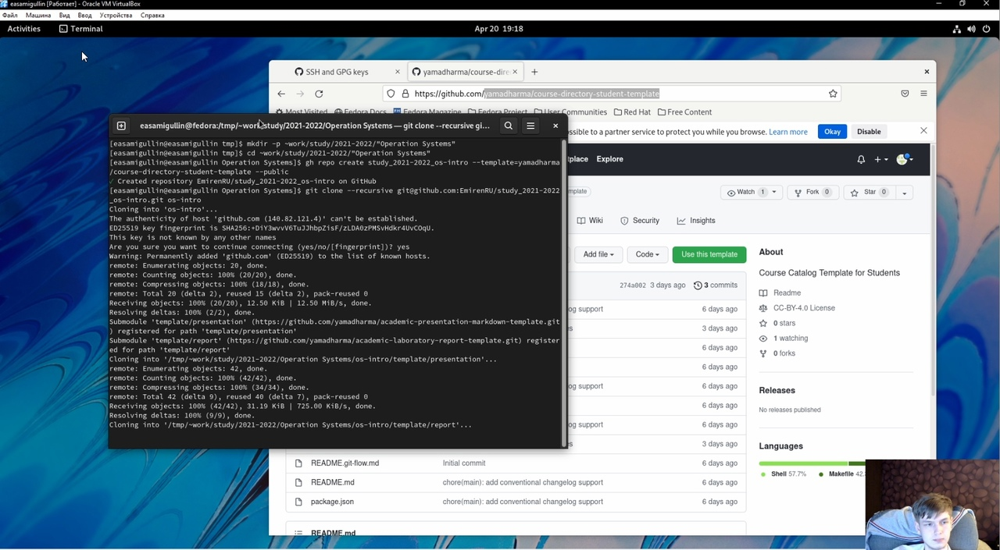 easamigullin [Работает] - Oracle VM VirtualBox
Файл Машина Вид Ввод Устройства Справка
Activities Terminal Apr 20 19:18
SSH and GPG keys yamadharma/course-dire
https://github.com/yamadharma/course-directory-student-template
Most Visited Fedora Docs Fedora Magazine Fedora Project User Communities Red Hat Free Content
easamigullin@fedora:/tmp/~work/study/2021-2022/Operation Systems — git clone --recursive gi...
possible to a partner service to protect you while you browse. Learn more Okay Disable
[easamigullin@easamigullin tmp]$ mkdir -p ~work/study/2021-2022/"Operation Systems"
[easamigullin@easamigullin tmp]$ cd ~work/study/2021-2022/"Operation Systems"
[easamigullin@easamigullin Operation Systems]$ gh repo create study_2021-2022_os-intro --template=yamadharma
/course-directory-student-template --public
✓ Created repository EmirenRU/study_2021-2022_os-intro on GitHub
[easamigullin@easamigullin Operation Systems]$ git clone --recursive git@github.com:EmirenRU/study_2021-2022
_os-intro.git os-intro
Cloning into 'os-intro'...
The authenticity of host 'github.com (140.82.121.4)' can't be established.
ED25519 key fingerprint is SHA256:+DiY3wvvV6TuJJhbpZisF/zLDA0zPMSvHdkr4UvCOqU.
This key is not known by any other names
Are you sure you want to continue connecting (yes/no/[fingerprint])? yes
Warning: Permanently added 'github.com' (ED25519) to the list of known hosts.
remote: Enumerating objects: 20, done.
remote: Counting objects: 100% (20/20), done.
remote: Compressing objects: 100% (18/18), done.
remote: Total 20 (delta 2), reused 15 (delta 2), pack-reused 0
Receiving objects: 100% (20/20), 12.50 KiB | 12.50 MiB/s, done.
Resolving deltas: 100% (2/2), done.
Submodule 'template/presentation' (https://github.com/yamadharma/academic-presentation-markdown-template.git
) registered for path 'template/presentation'
Submodule 'template/report' (https://github.com/yamadharma/academic-laboratory-report-template.git) register
ed for path 'template/report'
Cloning into '/tmp/~work/study/2021-2022/Operation Systems/os-intro/template/presentation'...
remote: Enumerating objects: 42, done.
remote: Counting objects: 100% (42/42), done.
remote: Compressing objects: 100% (34/34), done.
remote: Total 42 (delta 9), reused 40 (delta 7), pack-reused 0
Receiving objects: 100% (42/42), 31.19 KiB | 725.00 KiB/s, done.
Resolving deltas: 100% (9/9), done.
Cloning into '/tmp/~work/study/2021-2022/Operation Systems/os-intro/template/report'...
etplace Explore
mplate Watch 1 Fork 0 Star 0
Wiki Security Insights
Add file Code Use this template
274a002 3 days ago 3 commits
log support 6 days ago
es 3 days ago
6 days ago
6 days ago
log support 6 days ago
6 days ago
log support 6 days ago
es 3 days ago
README.git-flow.md Initial commit 6 days ago
README.md chore(main): add conventional changelog support 6 days ago
package.json chore(main): add conventional changelog support 6 days ago
README.md
About
Course Catalog Template for Students
Readme
CC-BY-4.0 License
0 stars
1 watching
0 forks
Releases
No releases published
Languages
Shell 57.7% Makefile 42.